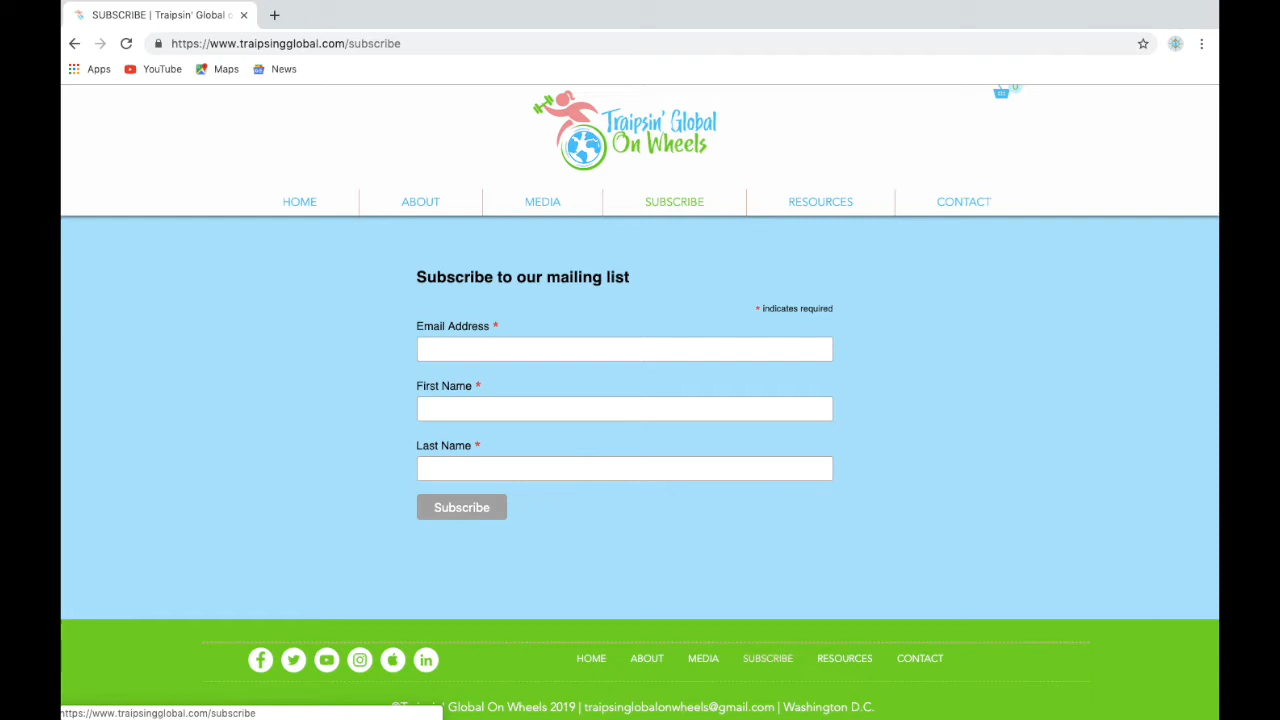 SUBSCRIBE | Traipsin' Global o
https://www.traipsingglobal.com/subscribe
Apps YouTube Maps News
0
Traipsin' Global
On Wheels
HOME ABOUT MEDIA SUBSCRIBE RESOURCES CONTACT
Subscribe to our mailing list
* indicates required
Email Address *
First Name *
Last Name *
Subscribe
HOME ABOUT MEDIA SUBSCRIBE RESOURCES CONTACT
©Traipsin' Global On Wheels 2019 | traipsinglobalonwheels@gmail.com | Washington D.C.
https://www.traipsingglobal.com/subscribe